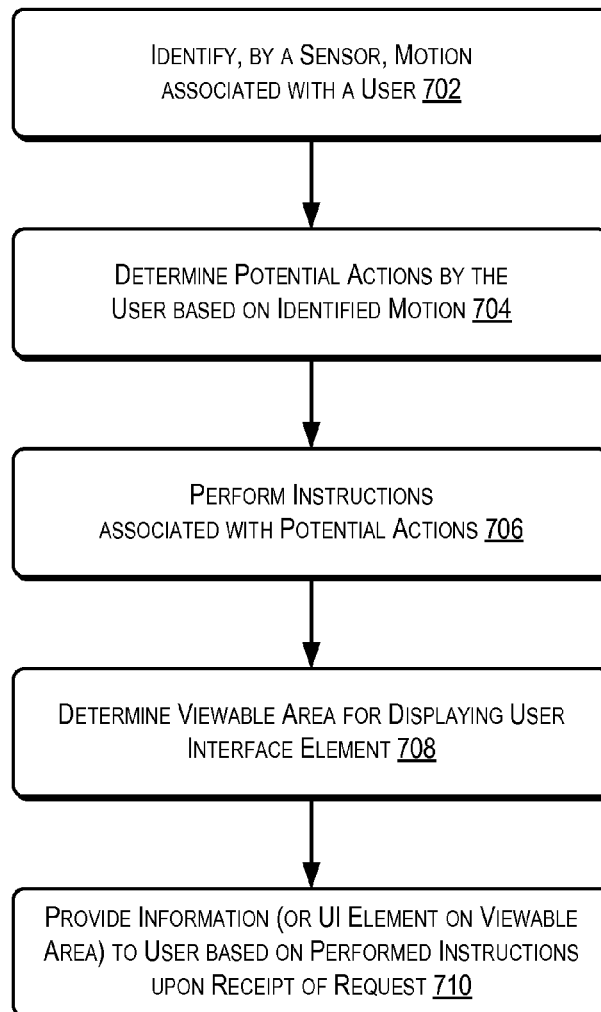 IDENTIFY, BY A SENSOR, MOTION
ASSOCIATED WITH A USER 702
DETERMINE POTENTIAL ACTIONS BY THE
USER BASED ON IDENTIFIED MOTION 704
PERFORM INSTRUCTIONS
ASSOCIATED WITH POTENTIAL ACTIONS 706
DETERMINE VIEWABLE AREA FOR DISPLAYING USER
INTERFACE ELEMENT 708
PROVIDE INFORMATION (OR UI ELEMENT ON VIEWABLE
AREA) TO USER BASED ON PERFORMED INSTRUCTIONS
UPON RECEIPT OF REQUEST 710